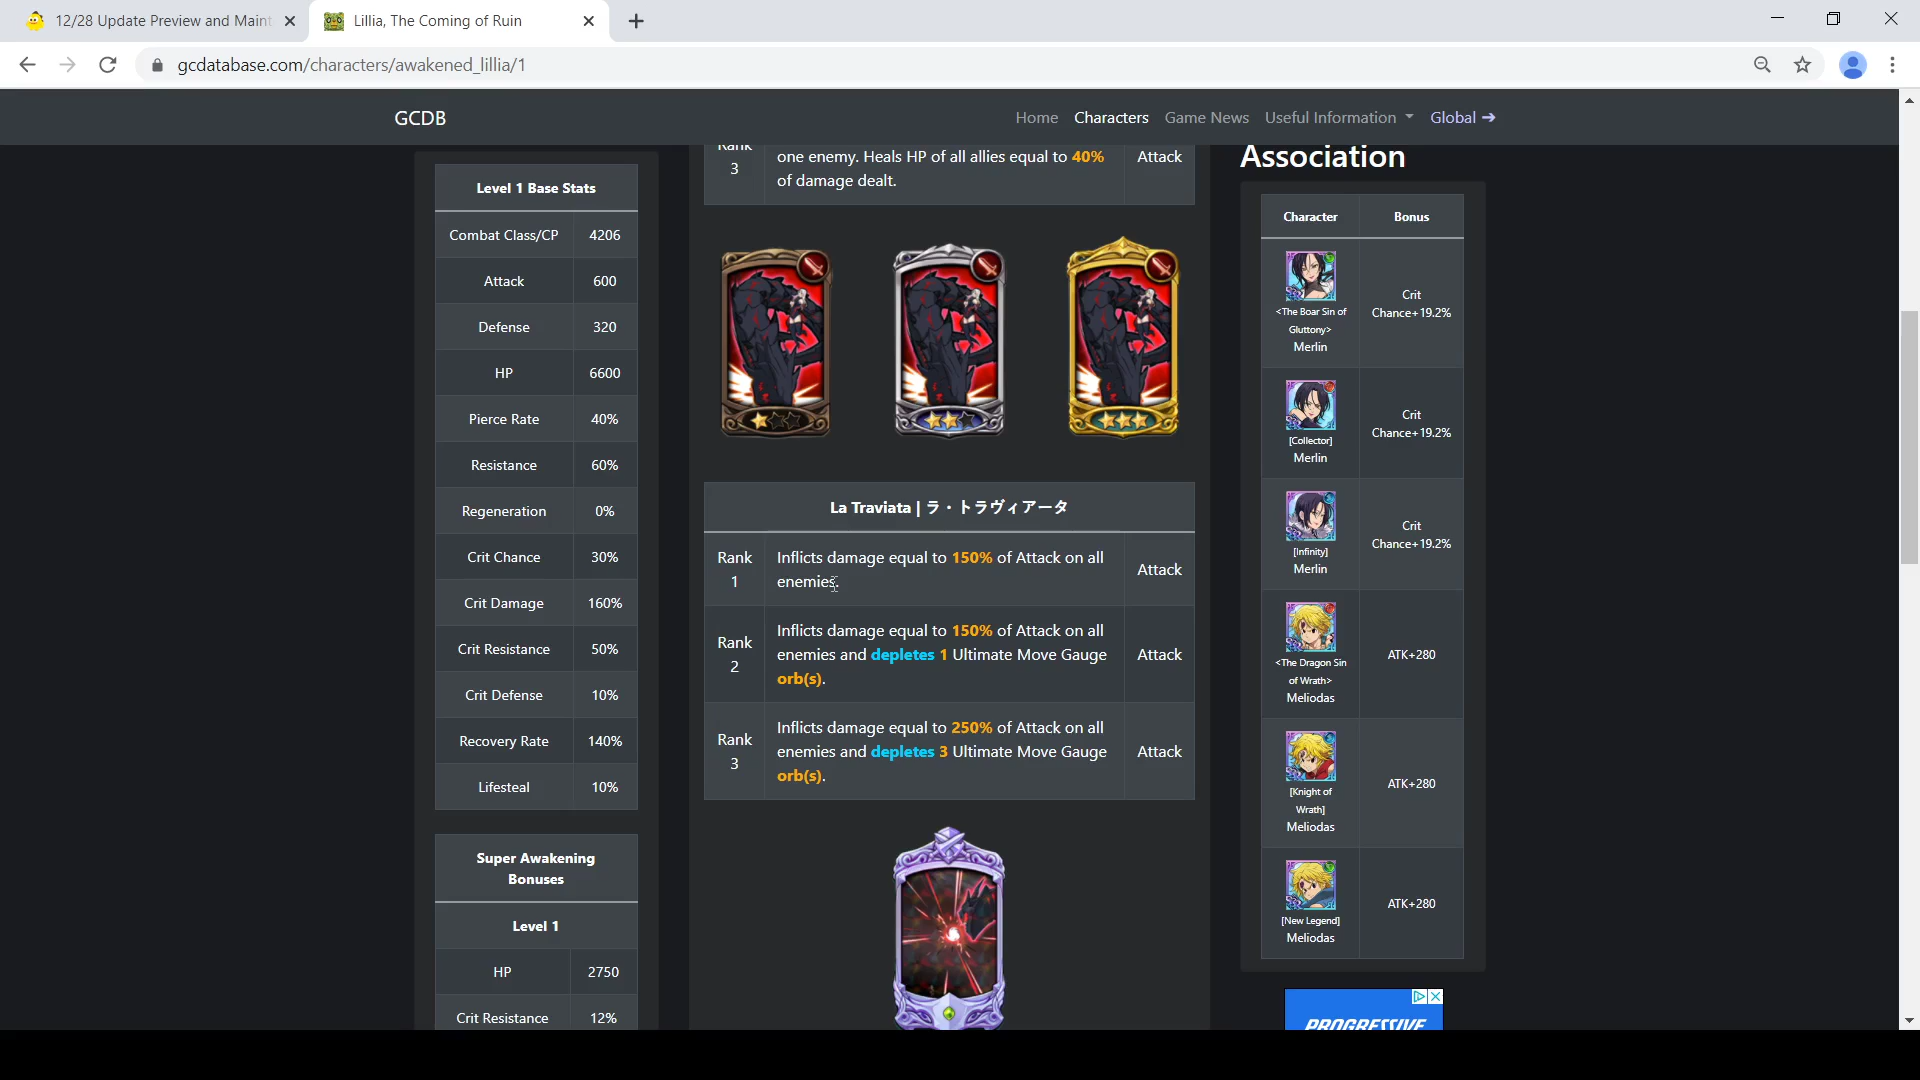 12/28 Update Preview and Maint
Lillia, The Coming of Ruin
gcdatabase.com/characters/awakened_lillia/1
GCDB
Home
Characters
Game News
Useful Information
Global →
Level 1 Base Stats
Combat Class/CP 4206
Attack 600
Defense 320
HP 6600
Pierce Rate 40%
Resistance 60%
Regeneration 0%
Crit Chance 30%
Crit Damage 160%
Crit Resistance 50%
Crit Defense 10%
Recovery Rate 140%
Lifesteal 10%
Super Awakening
Bonuses
Level 1
HP 2750
Crit Resistance 12%
Rank
3
one enemy. Heals HP of all allies equal to 40%
of damage dealt.
Attack
La Traviata | ラ・トラヴィアータ
Rank
1
Inflicts damage equal to 150% of Attack on all
enemies.
Attack
Rank
2
Inflicts damage equal to 150% of Attack on all
enemies and depletes 1 Ultimate Move Gauge
orb(s).
Attack
Rank
3
Inflicts damage equal to 250% of Attack on all
enemies and depletes 3 Ultimate Move Gauge
orb(s).
Attack
Association
Character Bonus
<The Boar Sin of
Gluttony>
Merlin
Crit
Chance+19.2%
[Collector]
Merlin
Crit
Chance+19.2%
[Infinity]
Merlin
Crit
Chance+19.2%
<The Dragon Sin
of Wrath>
Meliodas
ATK+280
[Knight of
Wrath]
Meliodas
ATK+280
[New Legend]
Meliodas
ATK+280
PROGRESSIVE